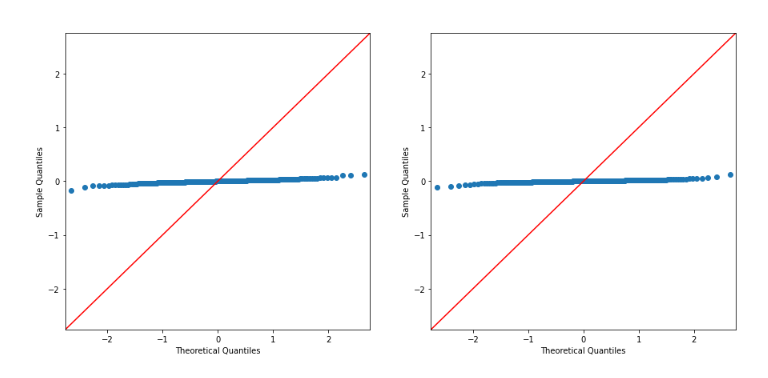 2
1
0
−1
−2
Sample Quantiles
−2 −1 0 1 2
Theoretical Quantiles
2
1
0
−1
−2
Sample Quantiles
−2 −1 0 1 2
Theoretical Quantiles